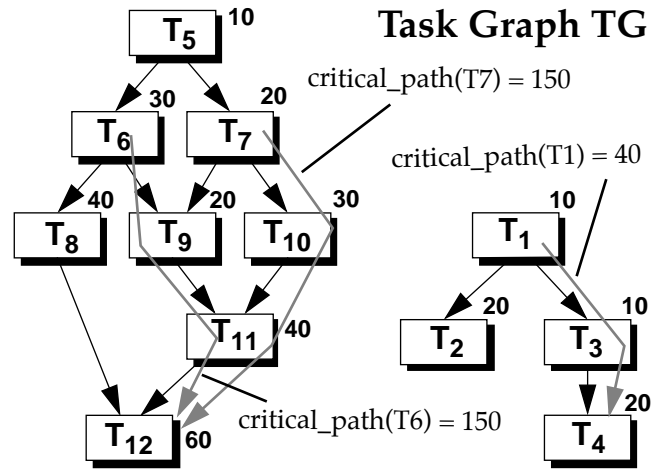 Task Graph TG
T5 10
critical_path(T7) = 150
30 20
T6 T7
critical_path(T1) = 40
40 20 30 10
T8 T9 T10 T1
20 10
T11 40 T2 T3
critical_path(T6) = 150
20
T12 60 T4